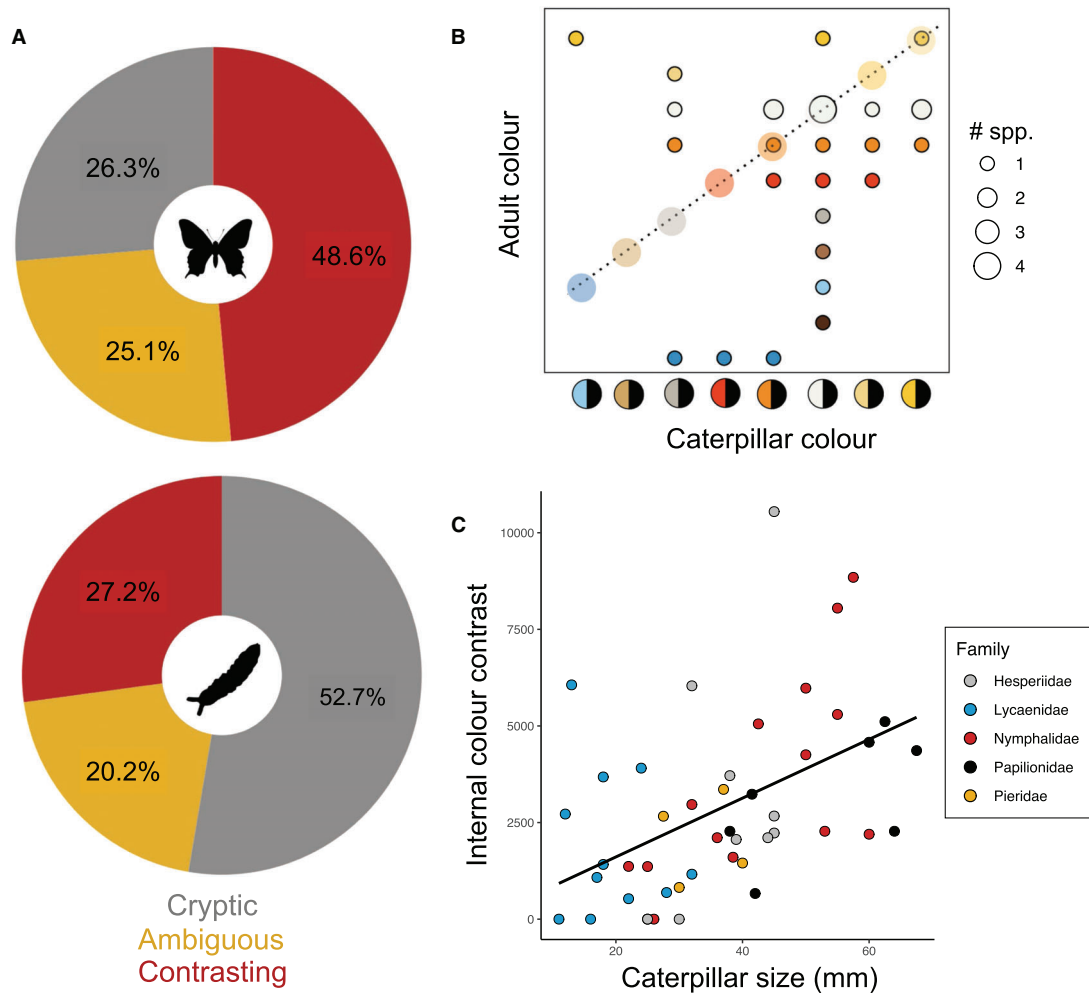 A
26.3%
48.6%
25.1%
27.2%
52.7%
20.2%
Cryptic
Ambiguous
Contrasting
B
Adult colour
Caterpillar colour
# spp.
1
2
3
4
C
Internal colour contrast
10000
7500
5000
2500
0
20
40
60
Caterpillar size (mm)
Family
Hesperiidae
Lycaenidae
Nymphalidae
Papilionidae
Pieridae